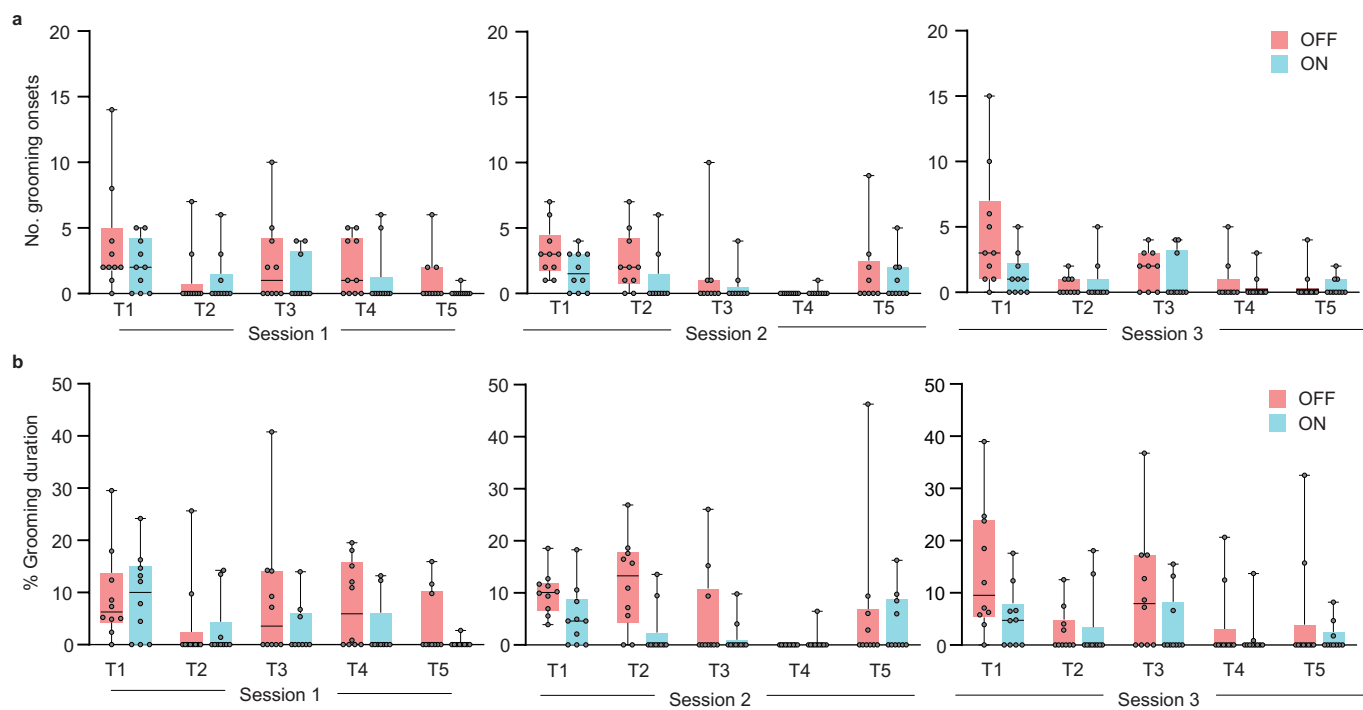 a
No. grooming onsets
20
15
10
5
0
T1 T2 T3 T4 T5
Session 1
20
15
10
5
0
T1 T2 T3 T4 T5
Session 2
20
15
10
5
0
T1 T2 T3 T4 T5
Session 3
OFF
ON
b
% Grooming duration
50
40
30
20
10
0
T1 T2 T3 T4 T5
Session 1
50
40
30
20
10
0
T1 T2 T3 T4 T5
Session 2
50
40
30
20
10
0
T1 T2 T3 T4 T5
Session 3
OFF
ON